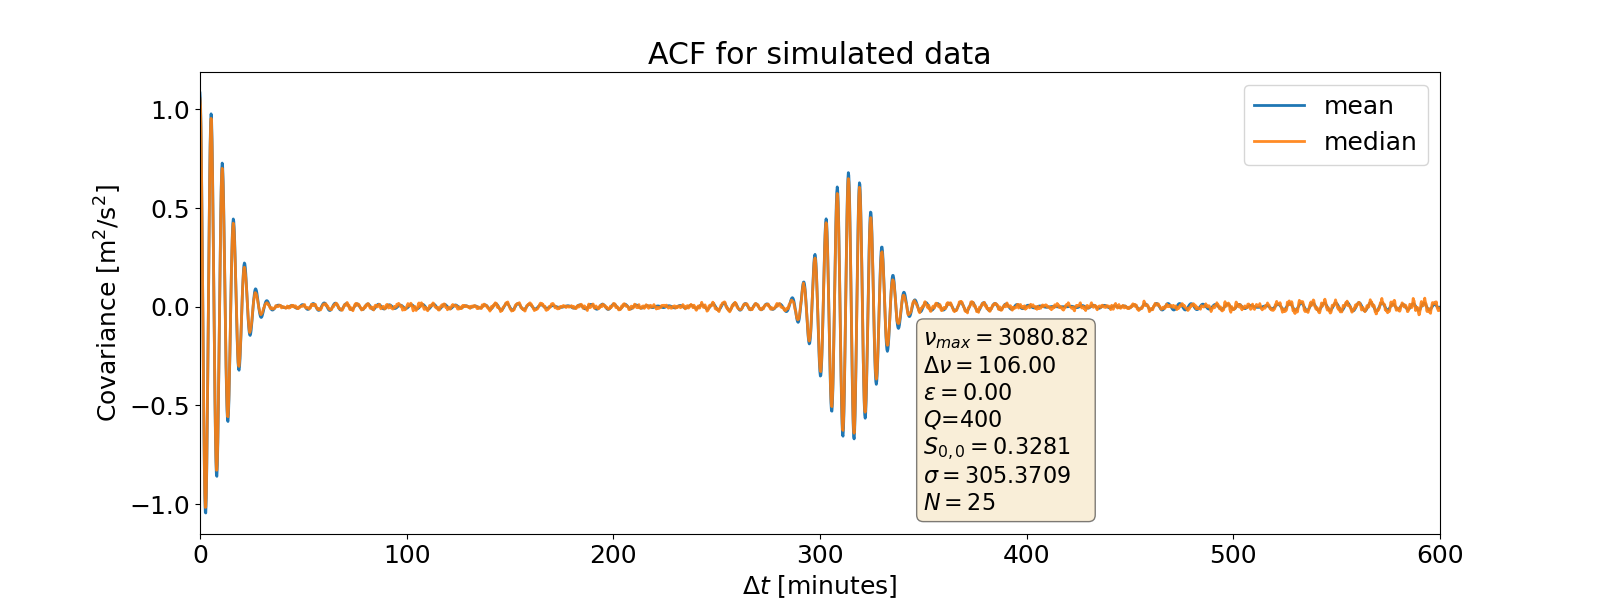 ACF for simulated data
mean
median
Covariance [m²/s²]
1.0
0.5
0.0
−0.5
−1.0
ν_max = 3080.82
Δν = 106.00
ε = 0.00
Q=400
S_0,0 = 0.3281
σ = 305.3709
N = 25
0 100 200 300 400 500 600
Δt [minutes]